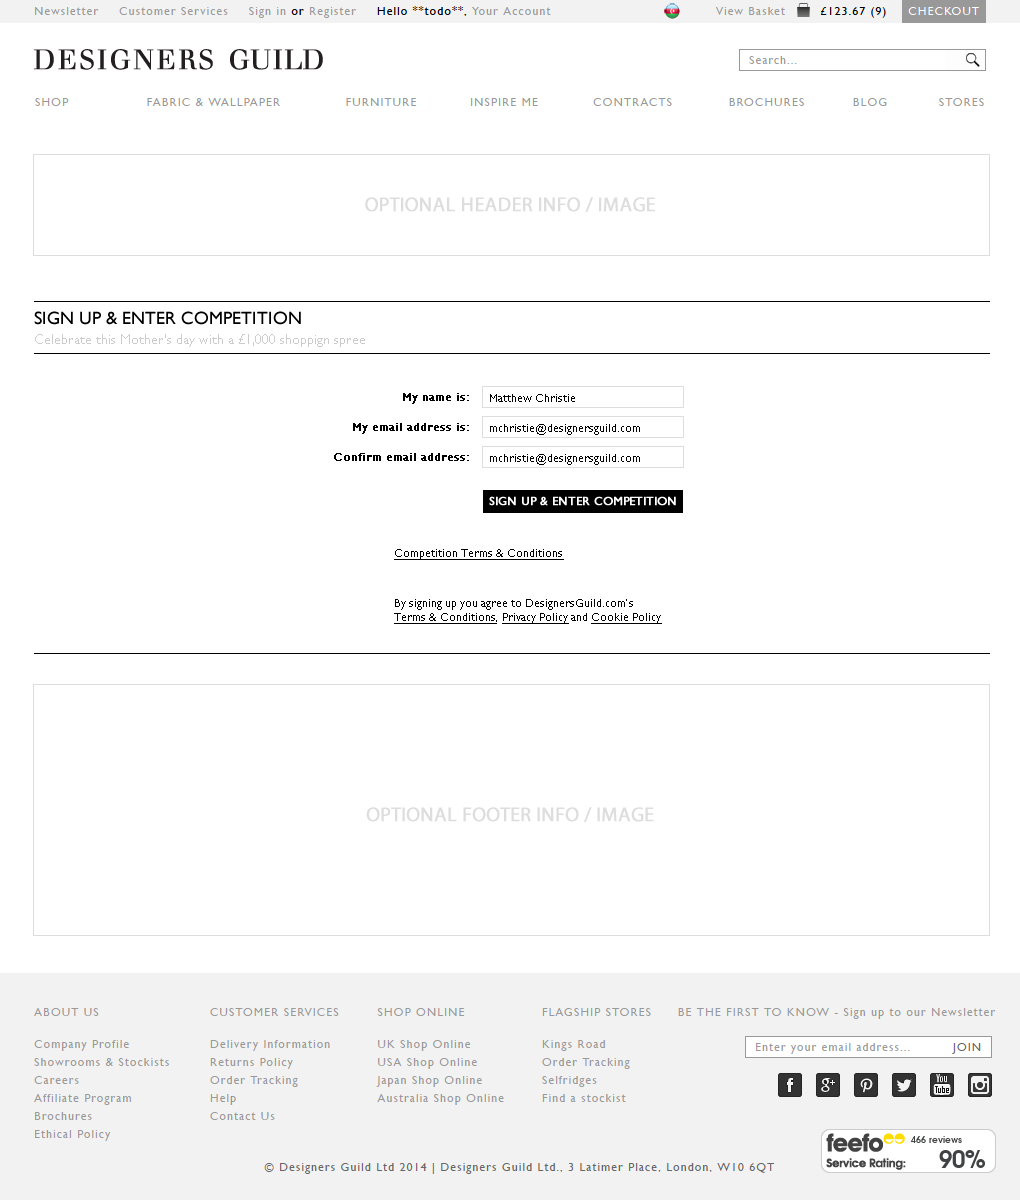 Newsletter Customer Services Sign in or Register Hello **todo**, Your Account View Basket £123.67 (9) CHECKOUT
DESIGNERS GUILD
Search...
SHOP FABRIC & WALLPAPER FURNITURE INSPIRE ME CONTRACTS BROCHURES BLOG STORES
OPTIONAL HEADER INFO / IMAGE
SIGN UP & ENTER COMPETITION
Celebrate this Mother's day with a £1,000 shoppign spree
My name is: Matthew Christie
My email address is: mchristie@designersguild.com
Confirm email address: mchristie@designersguild.com
SIGN UP & ENTER COMPETITION
Competition Terms & Conditions
By signing up you agree to DesignersGuild.com's
Terms & Conditions, Privacy Policy and Cookie Policy
OPTIONAL FOOTER INFO / IMAGE
ABOUT US
Company Profile
Showrooms & Stockists
Careers
Affiliate Program
Brochures
Ethical Policy
CUSTOMER SERVICES
Delivery Information
Returns Policy
Order Tracking
Help
Contact Us
SHOP ONLINE
UK Shop Online
USA Shop Online
Japan Shop Online
Australia Shop Online
FLAGSHIP STORES
Kings Road
Order Tracking
Selfridges
Find a stockist
BE THE FIRST TO KNOW - Sign up to our Newsletter
Enter your email address... JOIN
f g+ You Tube
feefo 466 reviews
Service Rating: 90%
© Designers Guild Ltd 2014 | Designers Guild Ltd., 3 Latimer Place, London, W10 6QT